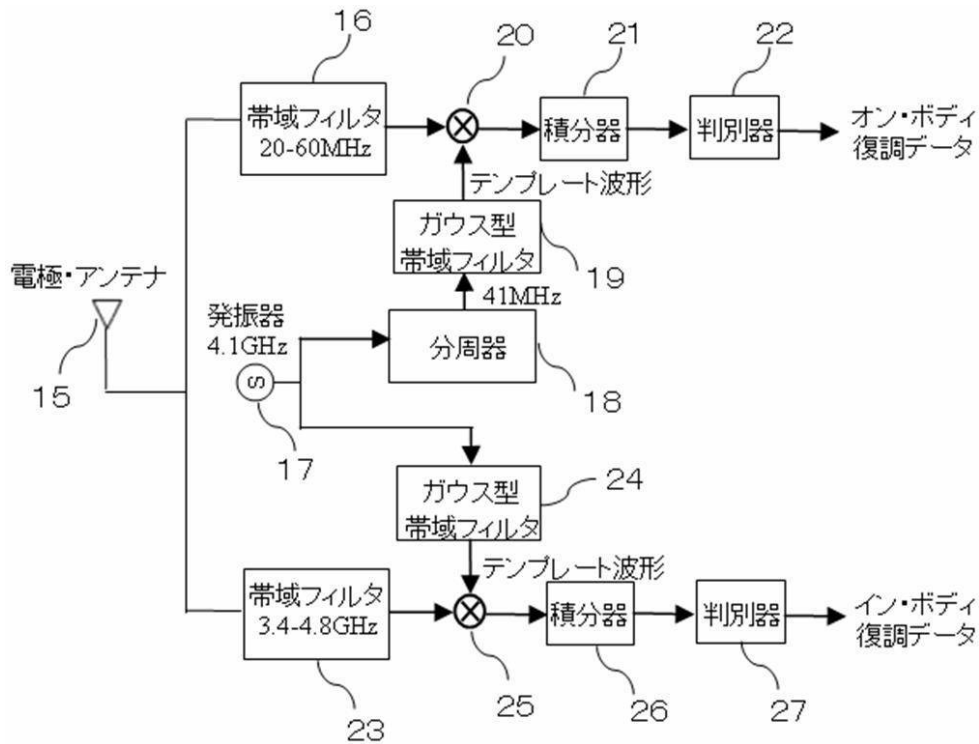 16
20
21
22
帯域フィルタ
20-60MHz
積分器
判別器
オン・ボディ
復調データ
テンプレート波形
ガウス型
帯域フィルタ
19
電極・アンテナ
41MHz
発振器
4.1GHz
分周器
15
S
18
17
ガウス型
帯域フィルタ
24
テンプレート波形
帯域フィルタ
3.4-4.8GHz
積分器
判別器
イン・ボディ
復調データ
23
25
26
27